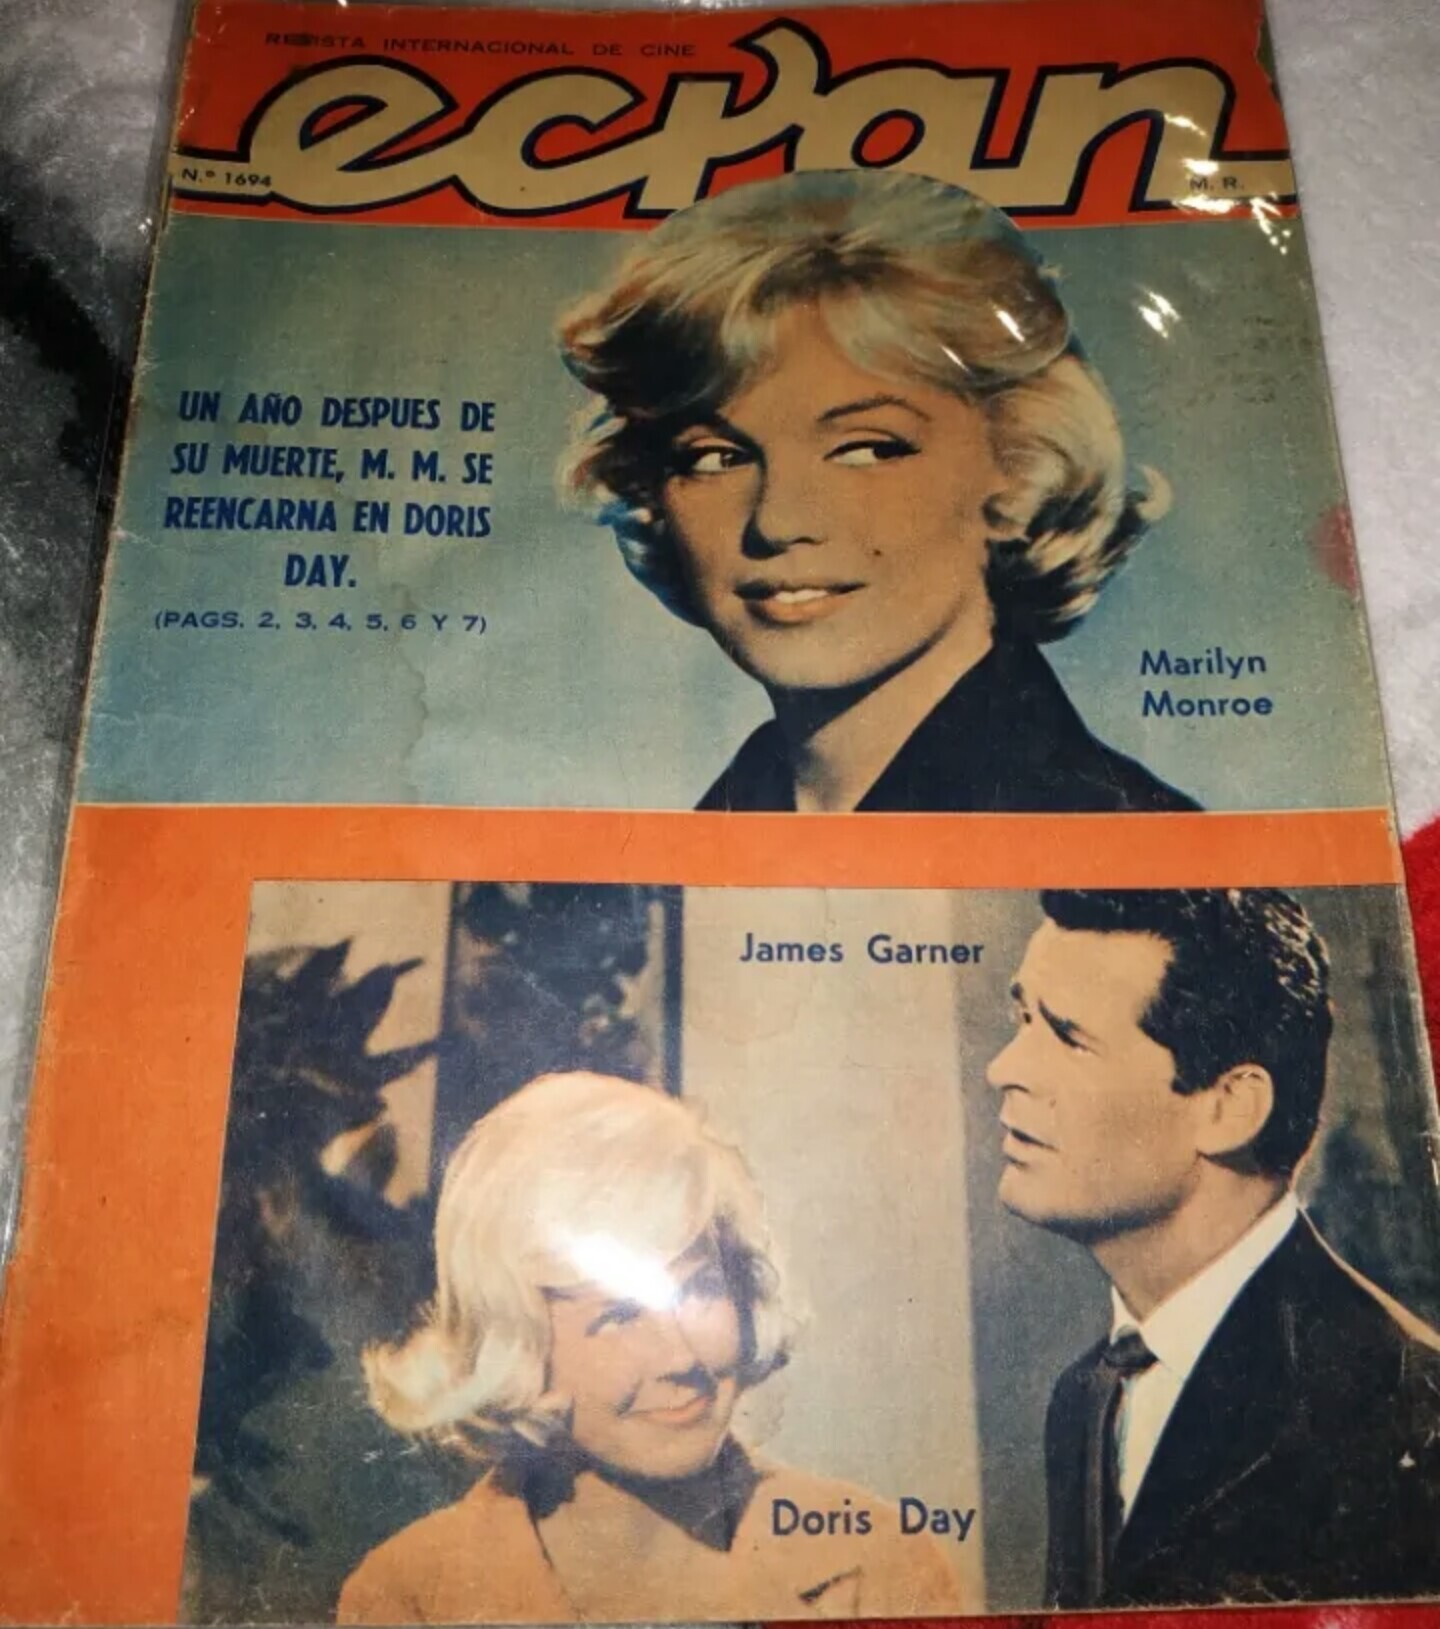 REVISTA INTERNACIONAL DE CINE
ecran
N.º 1694
M. R.
UN AÑO DESPUES DE
SU MUERTE, M. M. SE
REENCARNA EN DORIS
DAY.
(PAGS. 2, 3, 4, 5, 6 Y 7)
Marilyn
Monroe
James Garner
Doris Day